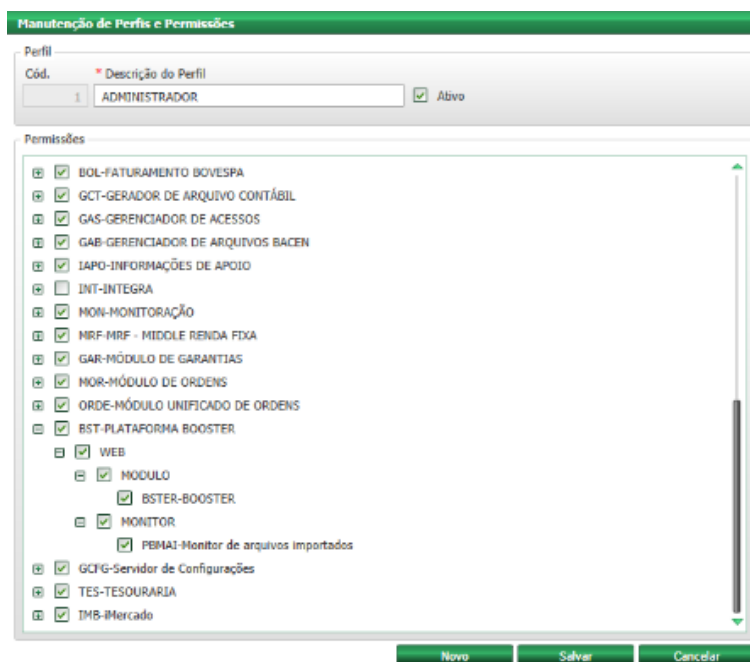 Manutenção de Perfis e Permissões
Perfil
Cód. * Descrição do Perfil
1 ADMINISTRADOR Ativo
Permissões
BOL-FATURAMENTO BOVESPA
GCT-GERADOR DE ARQUIVO CONTÁBIL
GAS-GERENCIADOR DE ACESSOS
GAB-GERENCIADOR DE ARQUIVOS BACEN
IAPO-INFORMAÇÕES DE APOIO
INT-INTEGRA
MON-MONITORAÇÃO
MRF-MRF - MIDDLE RENDA FIXA
GAR-MÓDULO DE GARANTIAS
MOR-MÓDULO DE ORDENS
ORDE-MÓDULO UNIFICADO DE ORDENS
BST-PLATAFORMA BOOSTER
WEB
MODULO
BSTER-BOOSTER
MONITOR
PBMAI-Monitor de arquivos importados
GCFG-Servidor de Configurações
TES-TESOURARIA
IMB-iMercado
Novo Salvar Cancelar